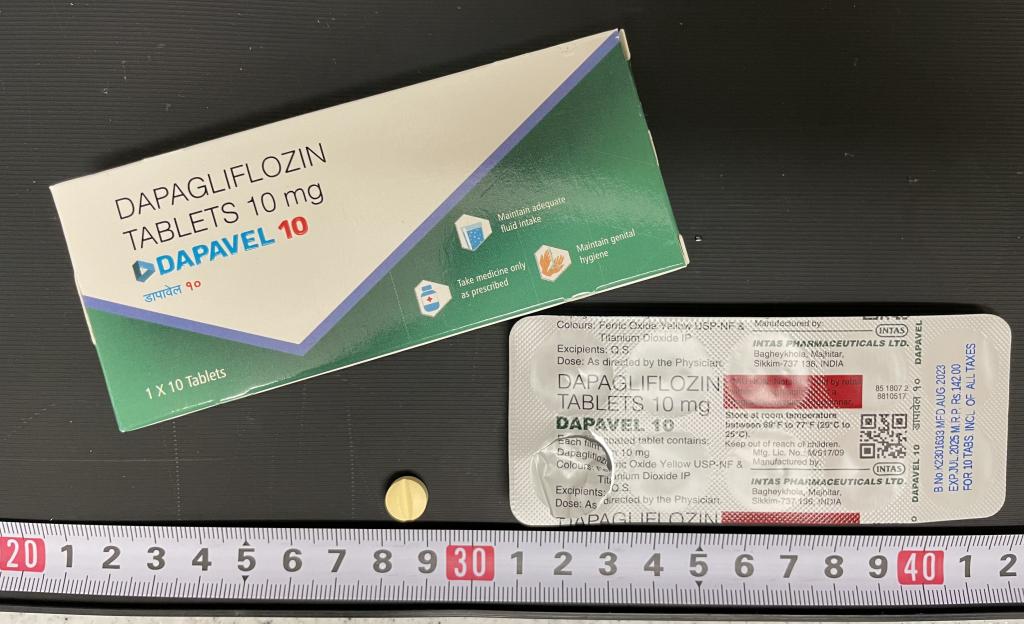 DAPAGLIFLOZIN
TABLETS 10 mg
DAPAVEL 10
डापावेल १०
Maintain adequate
fluid intake
Maintain genital
hygiene
Take medicine only
as prescribed
1 X 10 Tablets
Colours: Ferric Oxide Yellow USP-NF &
Titanium Dioxide IP
Excipients: Q.S.
Dose: As directed by the Physician.
DAPAGLIFLOZIN
TABLETS 10 mg
DAPAVEL 10
Each film coated tablet contains:
10 mg
Colours: Oxide Yellow USP-NF &
Titanium Dioxide IP
Excipients: Q.S.
Dose: As directed by the Physician.
DAPAGLIFLOZIN
Manufactured by:
INTAS
INTAS PHARMACEUTICALS LTD.
Bagheykhola, Majhitar,
Sikkim-737 136, INDIA
Store at room temperature
between 68°F to 77°F (20°C to
25°C).
Keep out of reach of children.
Mfg. Lic. No.: M/517/09
Manufactured by:
INTAS
INTAS PHARMACEUTICALS LTD.
Bagheykhola, Majhitar,
Sikkim-737 136, INDIA
85 1807 2
8810517
DAPAVEL 10 डापावेल १० DAPAVEL
B.No.K2301633 MFD.AUG 2023
EXP.JUL.2025 M.R.P. Rs.142.00
FOR 10 TABS. INCL OF ALL TAXES
20 1 2 3 4 5 6 7 8 9 30 1 2 3 4 5 6 7 8 9 40 1 2